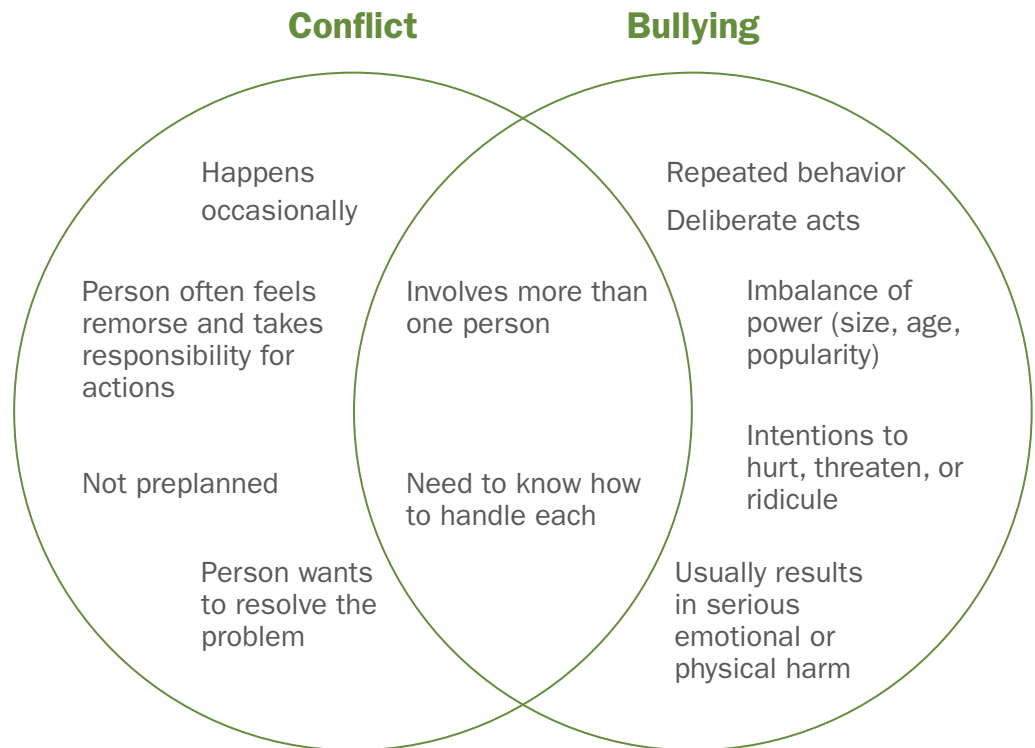 Conflict
Bullying
Happens
occasionally
Person often feels
remorse and takes
responsibility for
actions
Not preplanned
Person wants
to resolve the
problem
Involves more than
one person
Need to know how
to handle each
Repeated behavior
Deliberate acts
Imbalance of
power (size, age,
popularity)
Intentions to
hurt, threaten, or
ridicule
Usually results
in serious
emotional or
physical harm